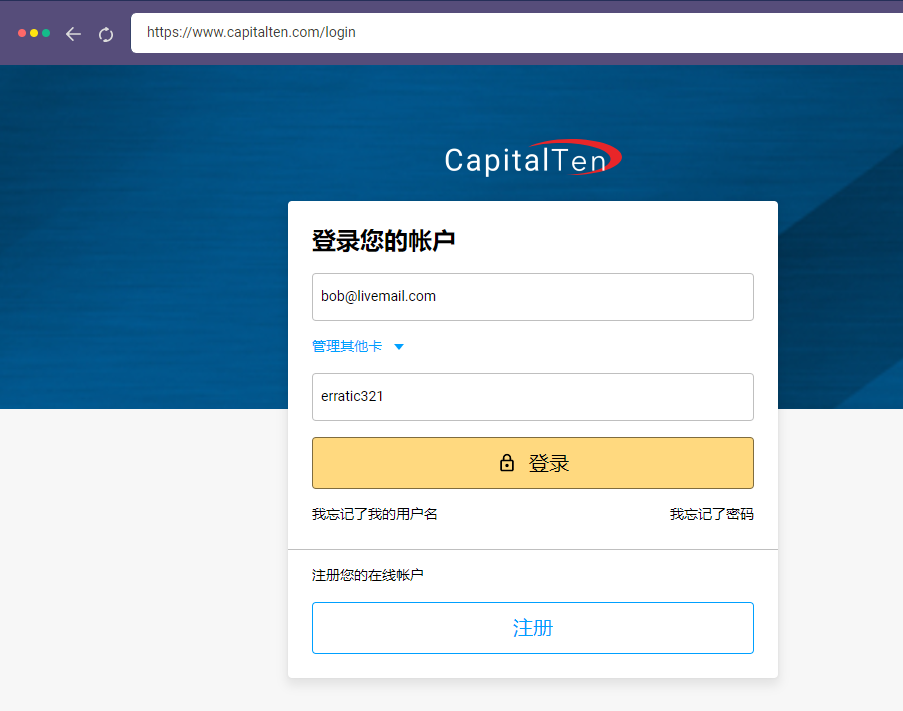 https://www.capitalten.com/login
CapitalTen
登录您的帐户
bob@livemail.com
管理其他卡
erratic321
登录
我忘记了我的用户名 我忘记了密码
注册您的在线帐户
注册